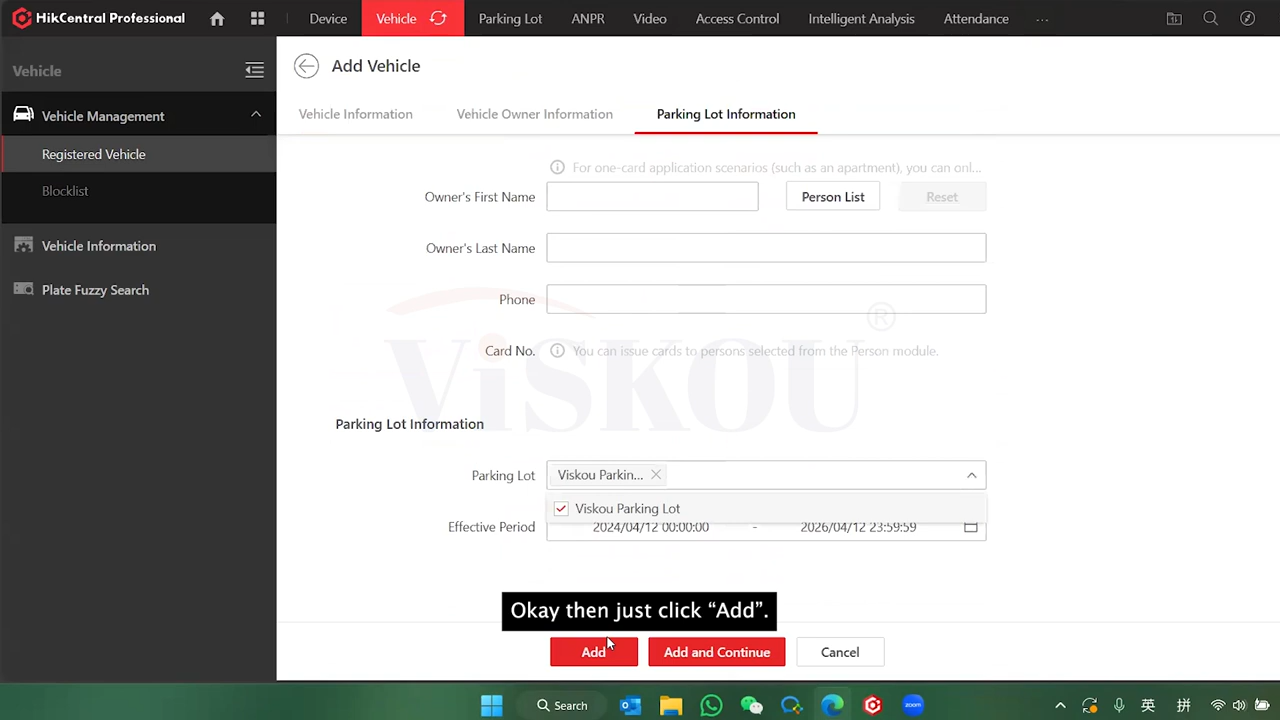 HikCentral Professional
Device
Vehicle
Parking Lot
ANPR
Video
Access Control
Intelligent Analysis
Attendance
...
Vehicle
Add Vehicle
Vehicle Management
Registered Vehicle
Blocklist
Vehicle Information
Plate Fuzzy Search
Vehicle Information
Vehicle Owner Information
Parking Lot Information
For one-card application scenarios (such as an apartment), you can onl...
Owner's First Name
Person List
Reset
Owner's Last Name
Phone
Card No.
You can issue cards to persons selected from the Person module.
ViSKOU®
Parking Lot Information
Parking Lot
Viskou Parkin...
Viskou Parking Lot
Effective Period
2024/04/12 00:00:00 - 2026/04/12 23:59:59
Okay then just click “Add”.
Add
Add and Continue
Cancel
Search
zoom
英
拼